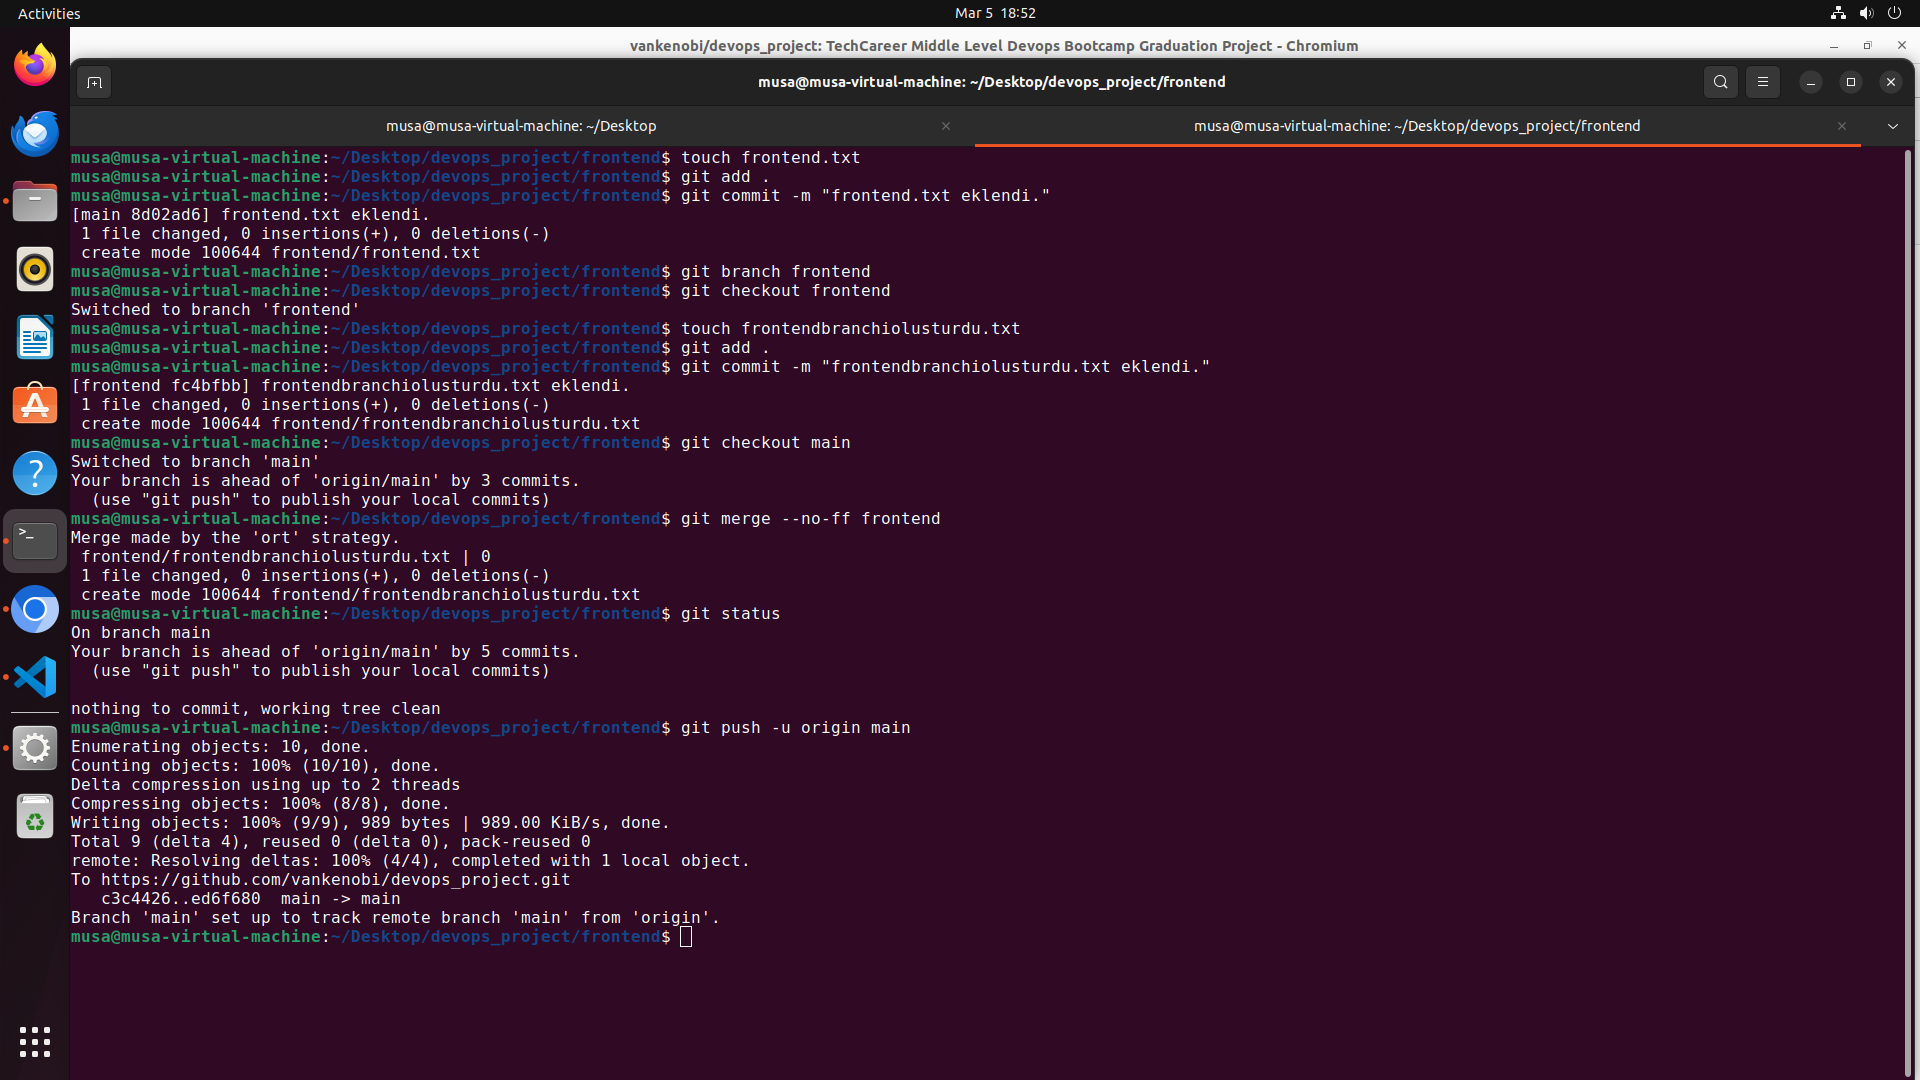 Activities
Mar 5 18:52
vankenobi/devops_project: TechCareer Middle Level Devops Bootcamp Graduation Project - Chromium
musa@musa-virtual-machine: ~/Desktop/devops_project/frontend
musa@musa-virtual-machine: ~/Desktop
musa@musa-virtual-machine: ~/Desktop/devops_project/frontend
musa@musa-virtual-machine:~/Desktop/devops_project/frontend$ touch frontend.txt
musa@musa-virtual-machine:~/Desktop/devops_project/frontend$ git add .
musa@musa-virtual-machine:~/Desktop/devops_project/frontend$ git commit -m "frontend.txt eklendi."
[main 8d02ad6] frontend.txt eklendi.
 1 file changed, 0 insertions(+), 0 deletions(-)
 create mode 100644 frontend/frontend.txt
musa@musa-virtual-machine:~/Desktop/devops_project/frontend$ git branch frontend
musa@musa-virtual-machine:~/Desktop/devops_project/frontend$ git checkout frontend
Switched to branch 'frontend'
musa@musa-virtual-machine:~/Desktop/devops_project/frontend$ touch frontendbranchiolusturdu.txt
musa@musa-virtual-machine:~/Desktop/devops_project/frontend$ git add .
musa@musa-virtual-machine:~/Desktop/devops_project/frontend$ git commit -m "frontendbranchiolusturdu.txt eklendi."
[frontend fc4bfbb] frontendbranchiolusturdu.txt eklendi.
 1 file changed, 0 insertions(+), 0 deletions(-)
 create mode 100644 frontend/frontendbranchiolusturdu.txt
musa@musa-virtual-machine:~/Desktop/devops_project/frontend$ git checkout main
Switched to branch 'main'
Your branch is ahead of 'origin/main' by 3 commits.
  (use "git push" to publish your local commits)
musa@musa-virtual-machine:~/Desktop/devops_project/frontend$ git merge --no-ff frontend
Merge made by the 'ort' strategy.
 frontend/frontendbranchiolusturdu.txt | 0
 1 file changed, 0 insertions(+), 0 deletions(-)
 create mode 100644 frontend/frontendbranchiolusturdu.txt
musa@musa-virtual-machine:~/Desktop/devops_project/frontend$ git status
On branch main
Your branch is ahead of 'origin/main' by 5 commits.
  (use "git push" to publish your local commits)

nothing to commit, working tree clean
musa@musa-virtual-machine:~/Desktop/devops_project/frontend$ git push -u origin main
Enumerating objects: 10, done.
Counting objects: 100% (10/10), done.
Delta compression using up to 2 threads
Compressing objects: 100% (8/8), done.
Writing objects: 100% (9/9), 989 bytes | 989.00 KiB/s, done.
Total 9 (delta 4), reused 0 (delta 0), pack-reused 0
remote: Resolving deltas: 100% (4/4), completed with 1 local object.
To https://github.com/vankenobi/devops_project.git
   c3c4426..ed6f680  main -> main
Branch 'main' set up to track remote branch 'main' from 'origin'.
musa@musa-virtual-machine:~/Desktop/devops_project/frontend$